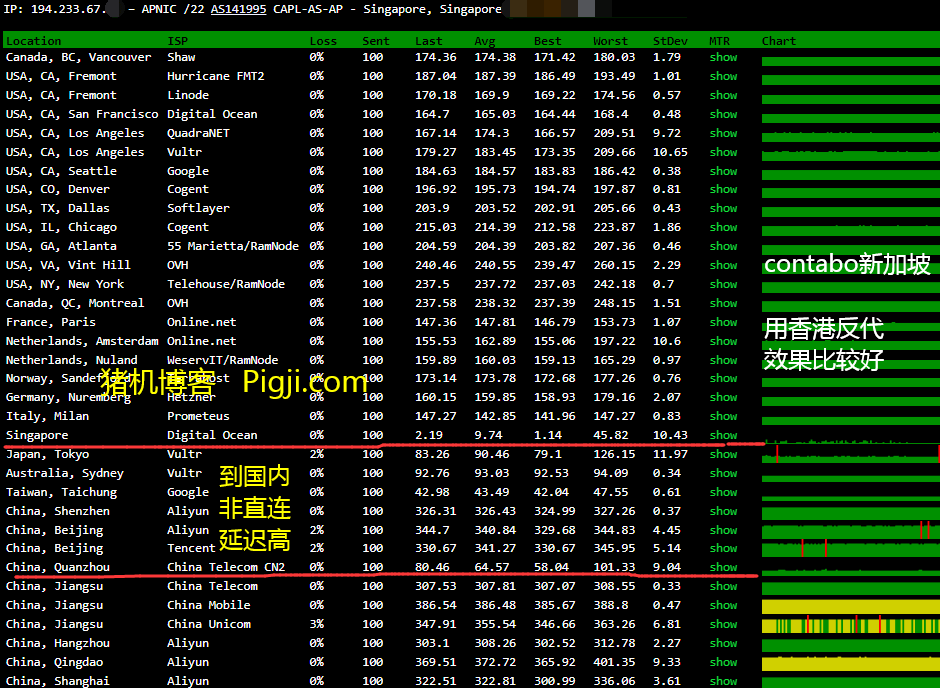 IP: 194.233.67. – APNIC /22 AS141995 CAPL-AS-AP - Singapore, Singapore
Location ISP Loss Sent Last Avg Best Worst StDev MTR Chart
Canada, BC, Vancouver Shaw 0% 100 174.36 174.38 171.42 180.03 1.79 show
USA, CA, Fremont Hurricane FMT2 0% 100 187.04 187.39 186.49 193.49 1.01 show
USA, CA, Fremont Linode 0% 100 170.18 169.9 169.22 174.56 0.57 show
USA, CA, San Francisco Digital Ocean 0% 100 164.7 165.03 164.44 168.4 0.48 show
USA, CA, Los Angeles QuadraNET 0% 100 167.14 174.3 166.57 209.51 9.72 show
USA, CA, Los Angeles Vultr 0% 100 179.27 183.45 173.35 209.66 10.65 show
USA, CA, Seattle Google 0% 100 184.63 184.57 183.83 186.42 0.38 show
USA, CO, Denver Cogent 0% 100 196.92 195.73 194.74 197.87 0.81 show
USA, TX, Dallas Softlayer 0% 100 203.9 203.52 202.91 205.66 0.43 show
USA, IL, Chicago Cogent 0% 100 215.03 214.39 212.58 223.87 1.86 show
USA, GA, Atlanta 55 Marietta/RamNode 0% 100 204.59 204.39 203.82 207.36 0.46 show
USA, VA, Vint Hill OVH 0% 100 240.46 240.55 239.47 260.15 2.29 show
contabo新加坡
USA, NY, New York Telehouse/RamNode 0% 100 237.5 237.72 237.03 242.18 0.7 show
Canada, QC, Montreal OVH 0% 100 237.58 238.32 237.39 248.15 1.51 show
France, Paris Online.net 0% 100 147.36 147.81 146.79 153.73 1.07 show
用香港反代
Netherlands, Amsterdam Online.net 0% 100 155.53 162.89 155.06 197.22 10.6 show
Netherlands, Nuland WeservIT/RamNode 0% 100 159.89 160.03 159.13 165.29 0.97 show
效果比较好
Norway, 0% 100 173.14 173.78 172.68 177.26 0.76 show
猪机博客 Pigji.com
Germany, Nuremberg Hetzner 0% 100 160.15 159.85 158.93 179.16 2.07 show
Italy, Milan Prometeus 0% 100 147.27 142.85 141.96 147.27 0.83 show
Singapore Digital Ocean 0% 100 2.19 9.74 1.14 45.82 10.43 show
Japan, Tokyo Vultr 2% 100 83.26 90.46 79.1 126.15 11.97 show
Australia, Sydney Vultr 0% 100 92.76 93.03 92.53 94.09 0.34 show
到国内
Taiwan, Taichung Google 0% 100 42.98 43.49 42.04 47.55 0.61 show
China, Shenzhen Aliyun 0% 100 326.31 326.43 324.99 327.26 0.37 show
非直连
China, Beijing Aliyun 2% 100 344.7 340.84 329.68 344.83 4.45 show
China, Beijing Tencent 2% 100 330.67 341.27 330.67 345.95 5.14 show
延迟高
China, Quanzhou China Telecom CN2 0% 100 80.46 64.57 58.04 101.33 9.04 show
China, Jiangsu China Telecom 0% 100 307.53 307.81 307.07 308.55 0.33 show
China, Jiangsu China Mobile 0% 100 386.54 386.48 385.67 388.8 0.47 show
China, Jiangsu China Unicom 3% 100 347.91 355.54 346.66 363.26 6.81 show
China, Hangzhou Aliyun 0% 100 303.1 308.26 302.52 312.78 2.27 show
China, Qingdao Aliyun 0% 100 369.51 372.72 365.92 401.35 9.33 show
China, Shanghai Aliyun 0% 100 322.51 322.81 300.99 336.06 3.61 show